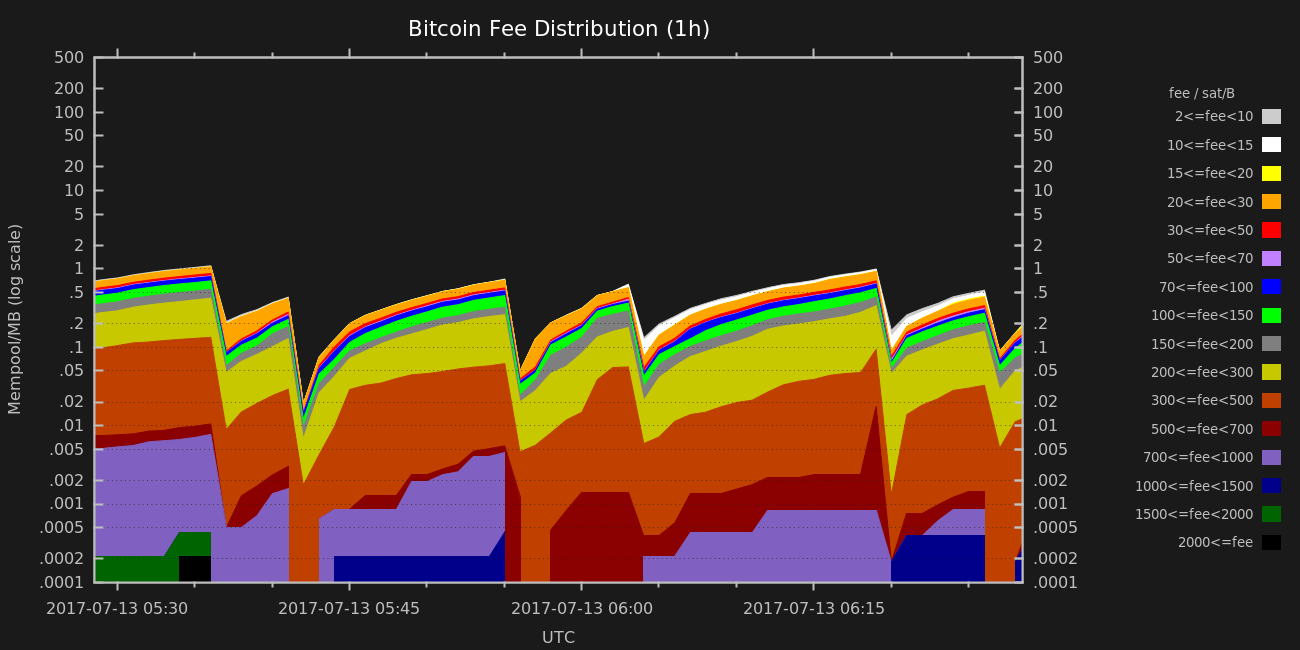 Bitcoin Fee Distribution (1h)
Mempool/MB (log scale)
500 500
200 200
100 100
50 50
20 20
10 10
5 5
2 2
1 1
.5 .5
.2 .2
.1 .1
.05 .05
.02 .02
.01 .01
.005 .005
.002 .002
.001 .001
.0005 .0005
.0002 .0002
.0001 .0001
2017-07-13 05:30 2017-07-13 05:45 2017-07-13 06:00 2017-07-13 06:15
UTC
fee / sat/B
2<=fee<10
10<=fee<15
15<=fee<20
20<=fee<30
30<=fee<50
50<=fee<70
70<=fee<100
100<=fee<150
150<=fee<200
200<=fee<300
300<=fee<500
500<=fee<700
700<=fee<1000
1000<=fee<1500
1500<=fee<2000
2000<=fee